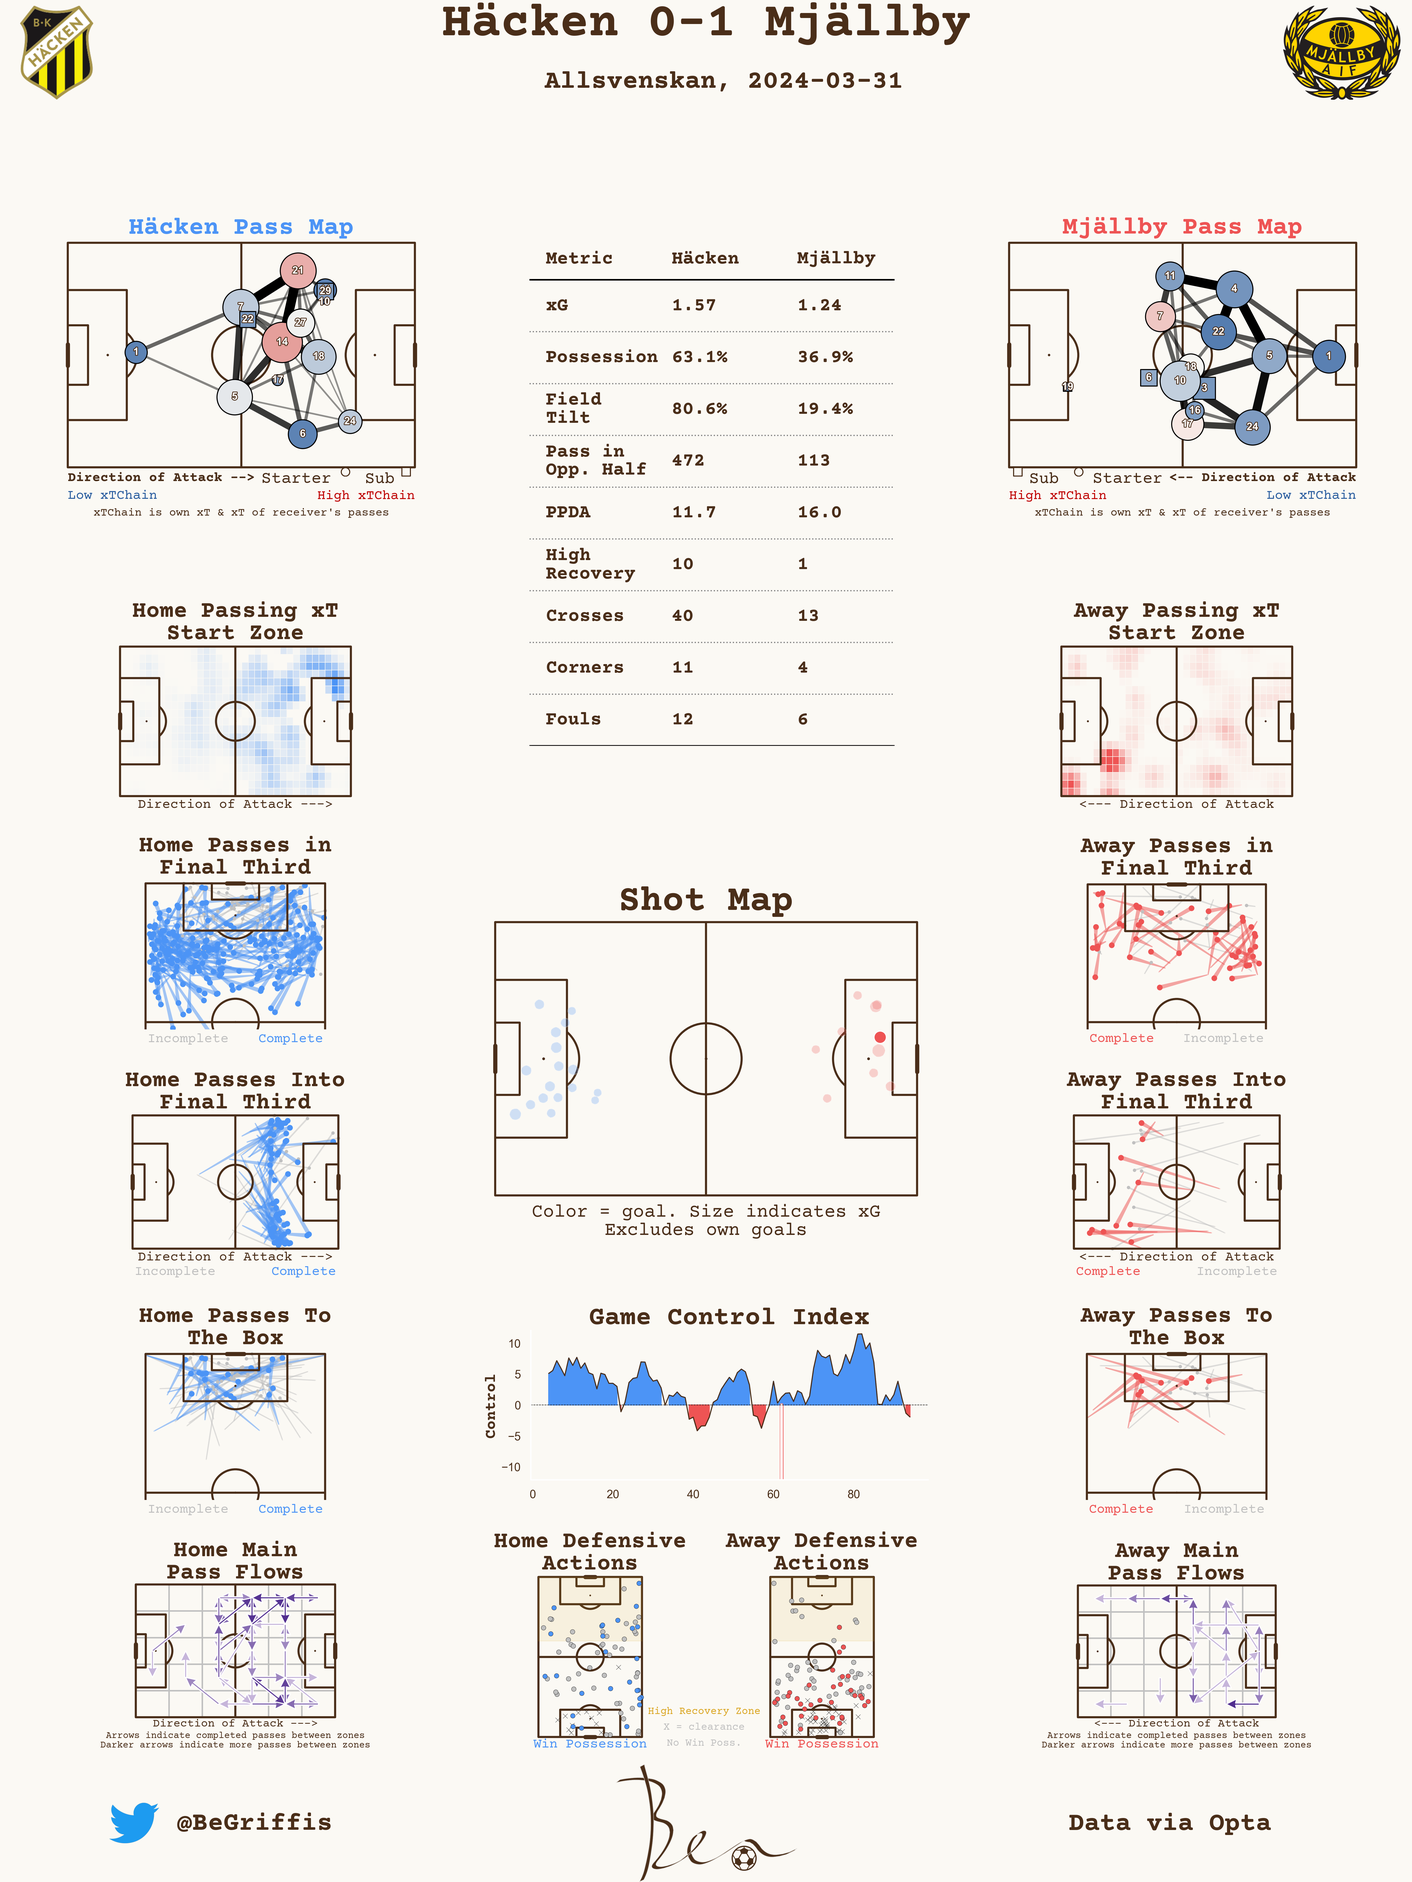 Häcken 0-1 Mjällby
Allsvenskan, 2024-03-31
B·K
HÄCKEN
MJÄLLBY
AIF
Häcken Pass Map
21
29
10
7
22
27
14
1
18
17
5
24
6
Direction of Attack --> Starter Sub
Low xTChain High xTChain
xTChain is own xT & xT of receiver's passes
Metric Häcken Mjällby
xG 1.57 1.24
Possession 63.1% 36.9%
Field
Tilt 80.6% 19.4%
Pass in
Opp. Half 472 113
PPDA 11.7 16.0
High
Recovery 10 1
Crosses 40 13
Corners 11 4
Fouls 12 6
Mjällby Pass Map
11
4
7
22
5
1
18
6
10
3
19
16
17
24
Sub Starter <-- Direction of Attack
High xTChain Low xTChain
xTChain is own xT & xT of receiver's passes
Home Passing xT
Start Zone
Direction of Attack --->
Away Passing xT
Start Zone
<--- Direction of Attack
Home Passes in
Final Third
Incomplete Complete
Away Passes in
Final Third
Complete Incomplete
Shot Map
Color = goal. Size indicates xG
Excludes own goals
Home Passes Into
Final Third
Direction of Attack --->
Incomplete Complete
Away Passes Into
Final Third
<--- Direction of Attack
Complete Incomplete
Home Passes To
The Box
Incomplete Complete
Game Control Index
Control
10
5
0
−5
−10
0 20 40 60 80
Away Passes To
The Box
Complete Incomplete
Home Main
Pass Flows
Direction of Attack --->
Arrows indicate completed passes between zones
Darker arrows indicate more passes between zones
Home Defensive
Actions
Win Possession
High Recovery Zone
X = clearance
No Win Poss.
Away Defensive
Actions
Win Possession
Away Main
Pass Flows
<--- Direction of Attack
Arrows indicate completed passes between zones
Darker arrows indicate more passes between zones
@BeGriffis
Ben
Data via Opta